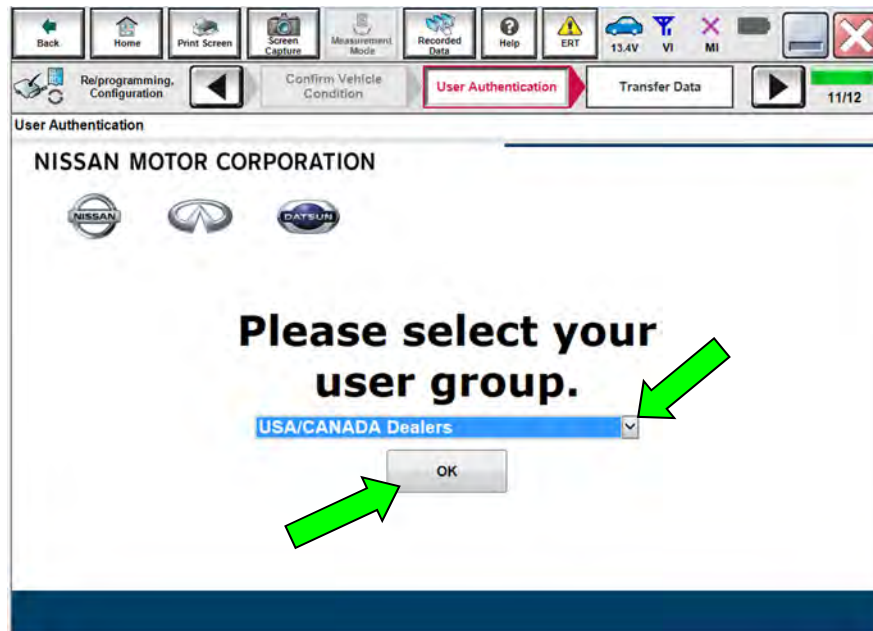 Back
Home
Print Screen
Screen
Capture
Measurement
Mode
Recorded
Data
Help
ERT
13.4V
VI
MI
Re/programming,
Configuration
Confirm Vehicle
Condition
User Authentication
Transfer Data
11/12
User Authentication
NISSAN MOTOR CORPORATION
NISSAN
DATSUN
Please select your
user group.
USA/CANADA Dealers
OK